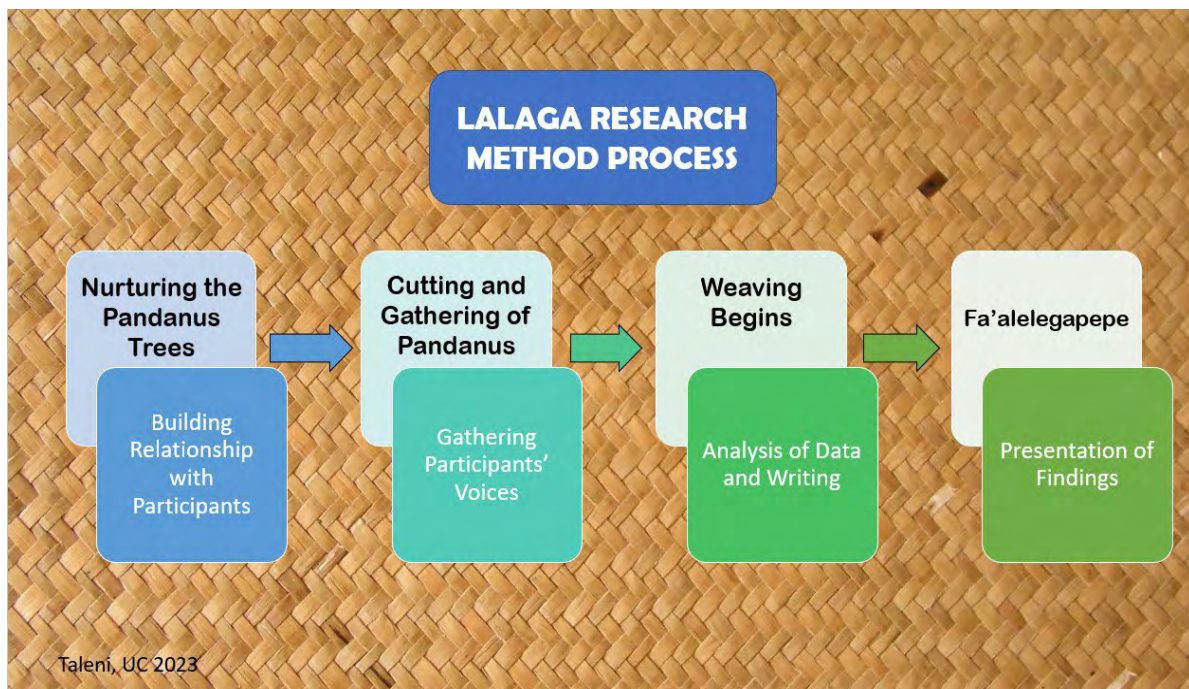 LALAGA RESEARCH
METHOD PROCESS
Nurturing the
Pandanus
Trees
Building
Relationship
with
Participants
Cutting and
Gathering of
Pandanus
Gathering
Participants’
Voices
Weaving
Begins
Analysis of Data
and Writing
Fa’alelegapepe
Presentation of
Findings
Taleni, UC 2023